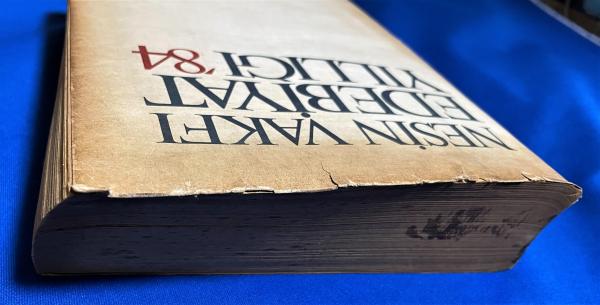 NESİN VAKFI
EDEBİYAT
YILLIĞI
'84